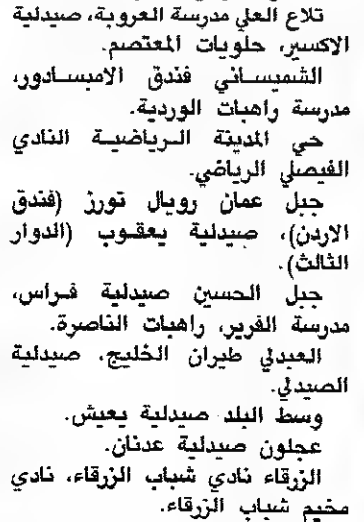 تلاع العلي مدرسة العروبة، صيدلية
الاكسير، حلويات المعتصم.
الشميساني فندق الامبسادور،
مدرسة راهبات الوردية.
حي المدينة الرياضية النادي
الفيصلي الرياضي.
جبل عمان رويال تورز (فندق
الاردن)، صيدلية يعقوب (الدوار
الثالث).
جبل الحسين صيدلية فراس،
مدرسة الفرير، راهبات الناصرة.
العبدلي طيران الخليج، صيدلية
الصيدلي.
وسط البلد صيدلية يعيش.
عجلون صيدلية عدنان.
الزرقاء نادي شباب الزرقاء، نادي
مخيم شباب الزرقاء.